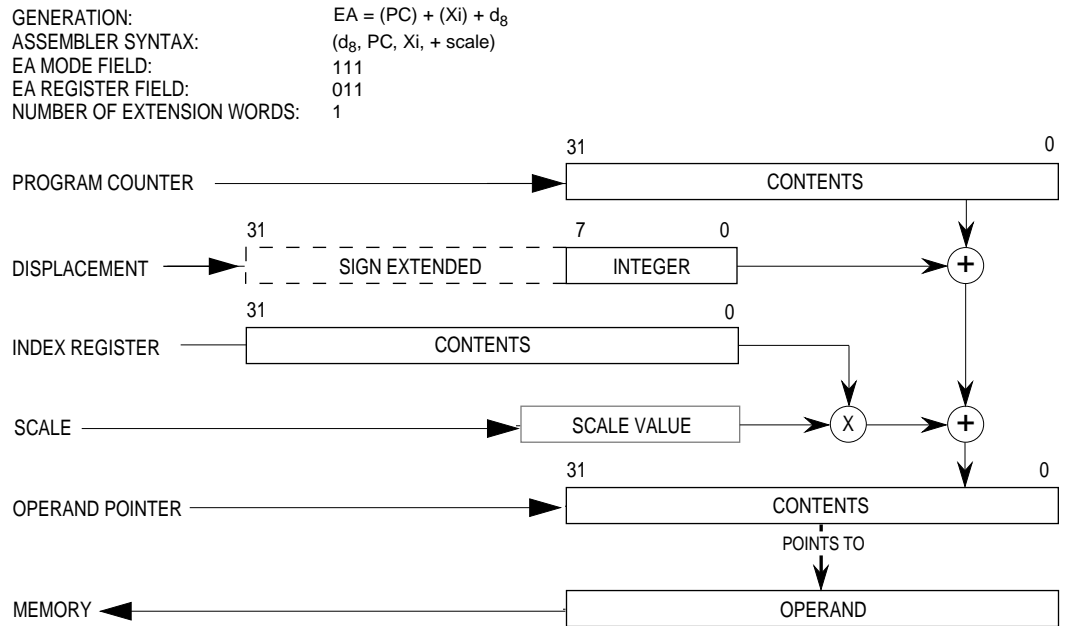 GENERATION: EA = (PC) + (Xi) + d8
ASSEMBLER SYNTAX: (d8, PC, Xi, + scale)
EA MODE FIELD: 111
EA REGISTER FIELD: 011
NUMBER OF EXTENSION WORDS: 1
31 0
PROGRAM COUNTER CONTENTS
31 7 0
DISPLACEMENT SIGN EXTENDED INTEGER +
31 0
INDEX REGISTER CONTENTS
SCALE SCALE VALUE X +
31 0
OPERAND POINTER CONTENTS
POINTS TO
MEMORY OPERAND